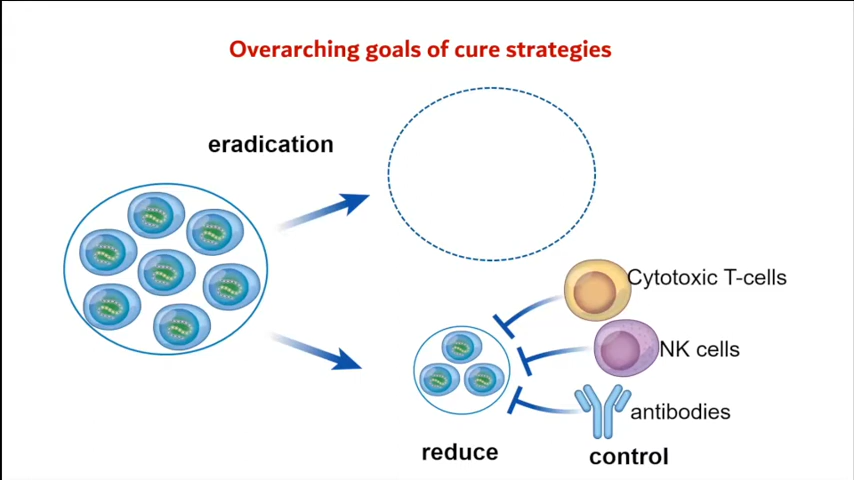 Overarching goals of cure strategies
eradication
Cytotoxic T-cells
NK cells
antibodies
reduce
control